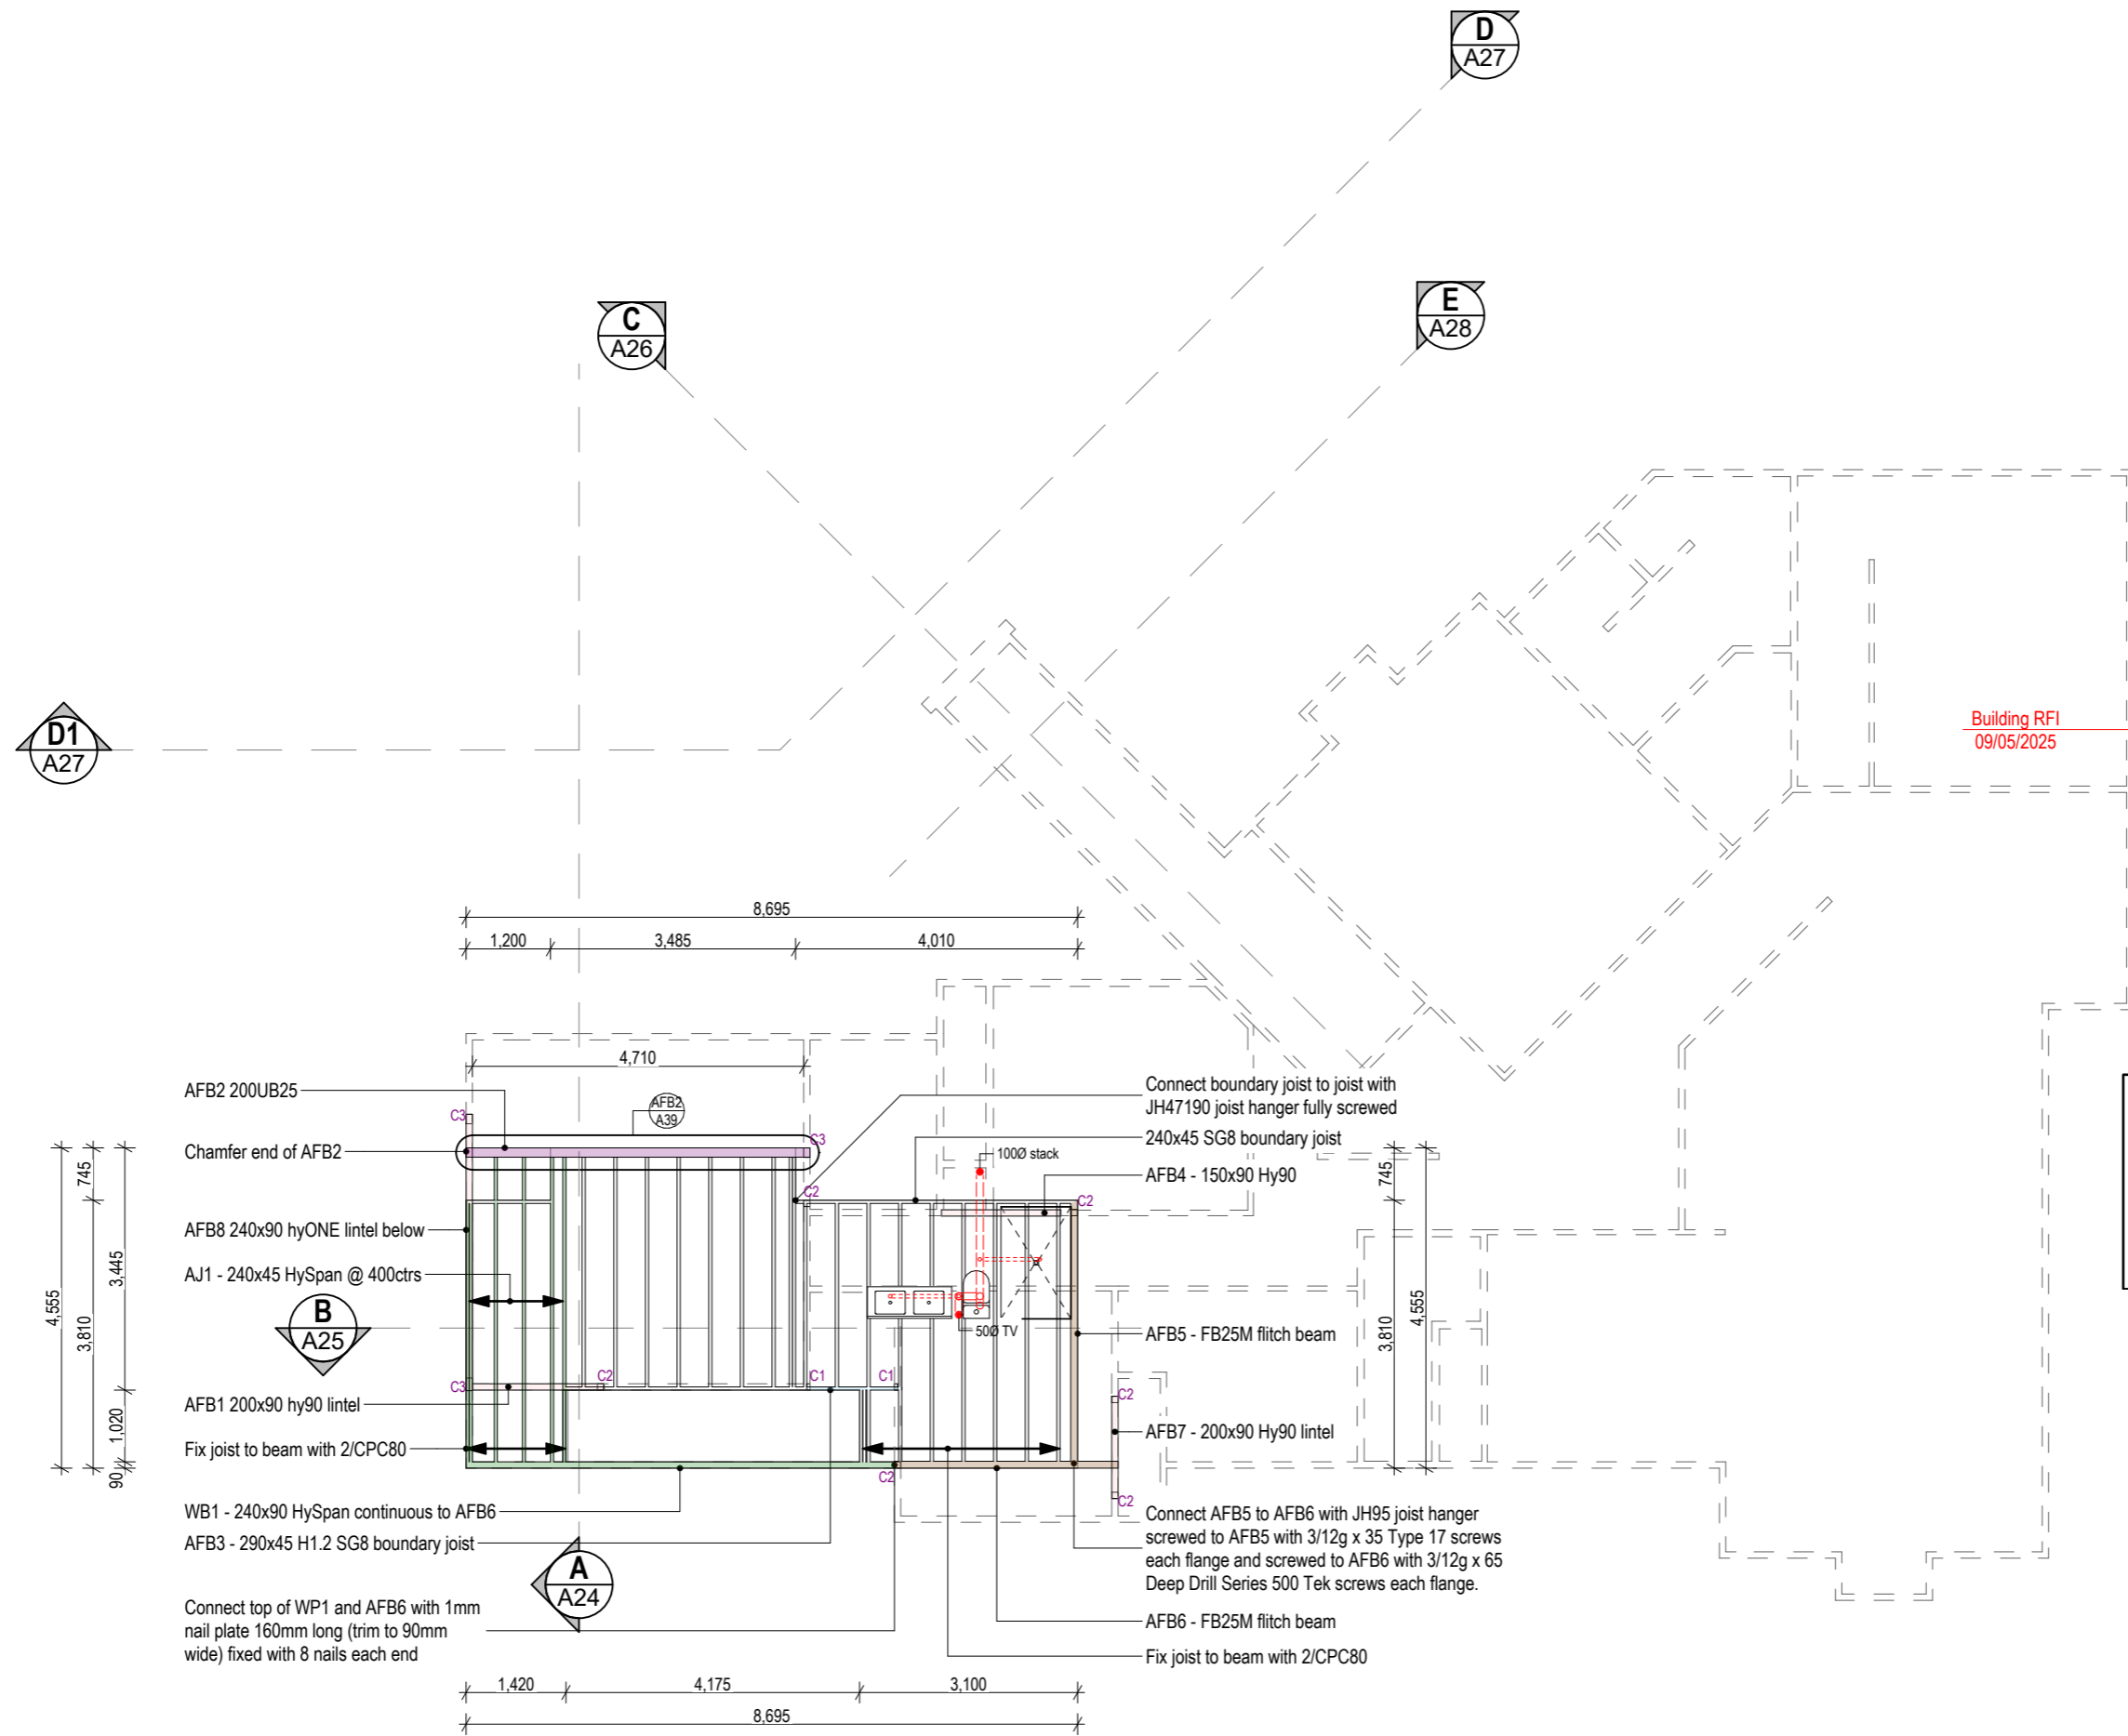 D
A27
C
A26
E
A28
Building RFI
09/05/2025
D1
A27
8,695
1,200
3,485
4,010
4,710
AFB2 200UB25
AFB2
A39
C3
C3
Chamfer end of AFB2
Connect boundary joist to joist with
JH47190 joist hanger fully screwed
240x45 SG8 boundary joist
100Ø stack
AFB4 - 150x90 Hy90
C2
C2
745
745
AFB8 240x90 hyONE lintel below
AJ1 - 240x45 HySpan @ 400ctrs
4,555
3,810
3,445
B
A25
50Ø TV
AFB5 - FB25M flitch beam
3,810
4,555
C3
C2
C1
C1
C2
AFB1 200x90 hy90 lintel
1,020
AFB7 - 200x90 Hy90 lintel
Fix joist to beam with 2/CPC80
90
C2
C2
WB1 - 240x90 HySpan continuous to AFB6
AFB3 - 290x45 H1.2 SG8 boundary joist
Connect AFB5 to AFB6 with JH95 joist hanger
screwed to AFB5 with 3/12g x 35 Type 17 screws
each flange and screwed to AFB6 with 3/12g x 65
Deep Drill Series 500 Tek screws each flange.
A
A24
Connect top of WP1 and AFB6 with 1mm
nail plate 160mm long (trim to 90mm
wide) fixed with 8 nails each end
AFB6 - FB25M flitch beam
Fix joist to beam with 2/CPC80
1,420
4,175
3,100
8,695